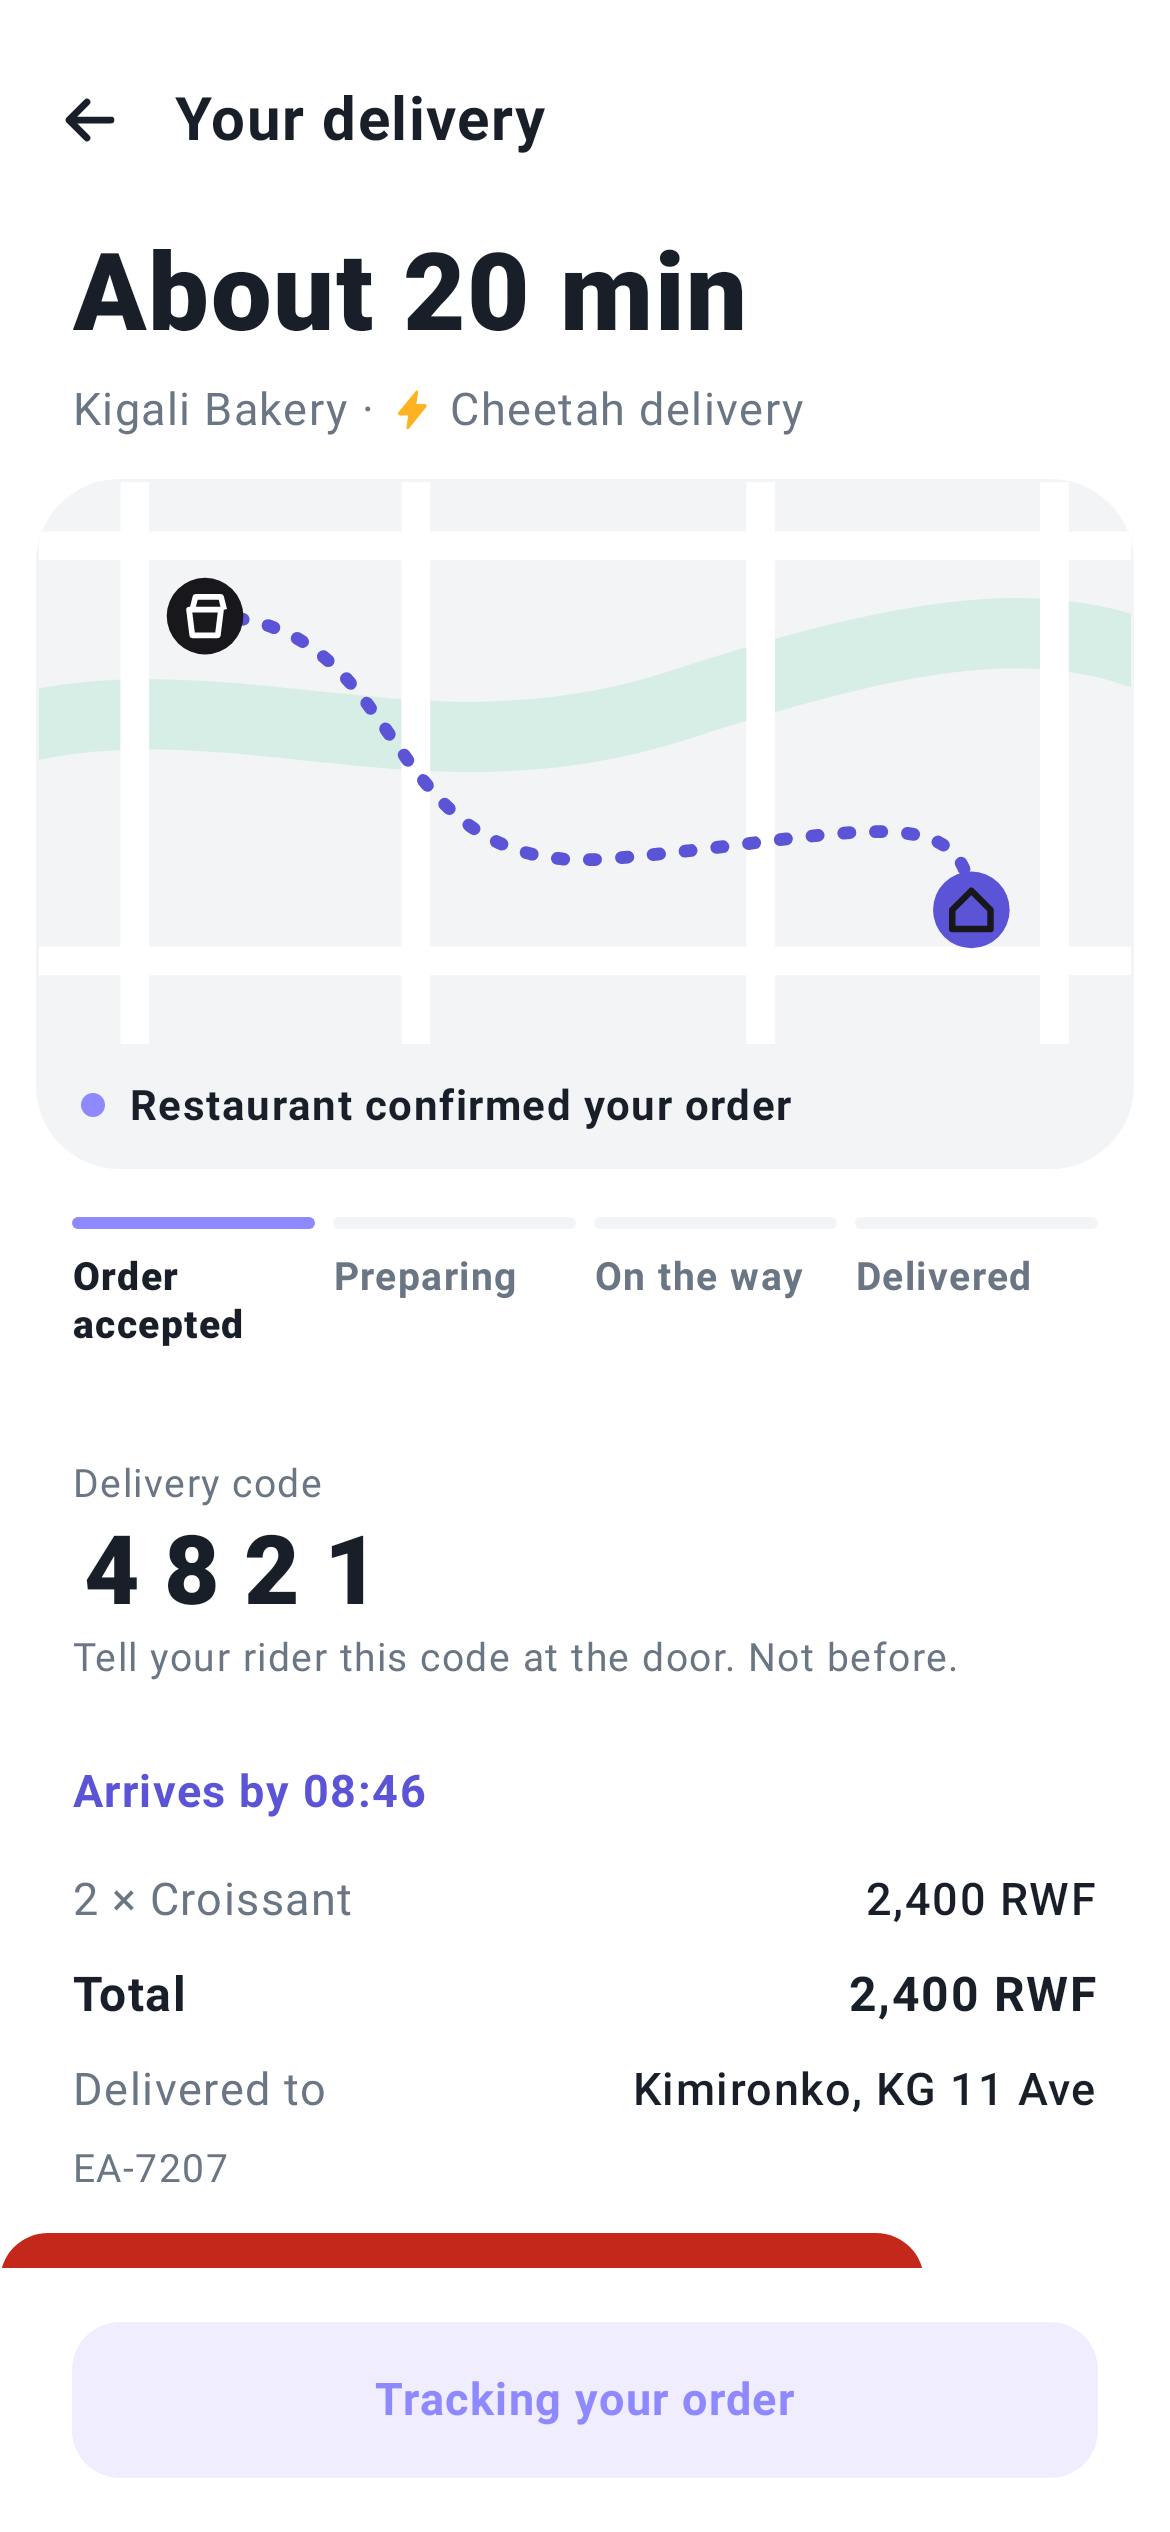 Your delivery
About 20 min
Kigali Bakery · ⚡ Cheetah delivery
Restaurant confirmed your order
Order accepted
Preparing
On the way
Delivered
Delivery code
4 8 2 1
Tell your rider this code at the door. Not before.
Arrives by 08:46
2 × Croissant 2,400 RWF
Total 2,400 RWF
Delivered to Kimironko, KG 11 Ave
EA-7207
Tracking your order